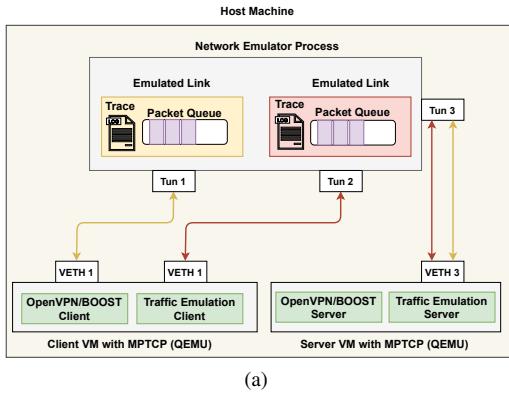 Host Machine
Network Emulator Process
Emulated Link
Emulated Link
Trace
LOG
Packet Queue
Trace
LOG
Packet Queue
Tun 3
Tun 1
Tun 2
VETH 1
VETH 1
VETH 3
OpenVPN/BOOST
Client
Traffic Emulation
Client
OpenVPN/BOOST
Server
Traffic Emulation
Server
Client VM with MPTCP (QEMU)
Server VM with MPTCP (QEMU)
(a)